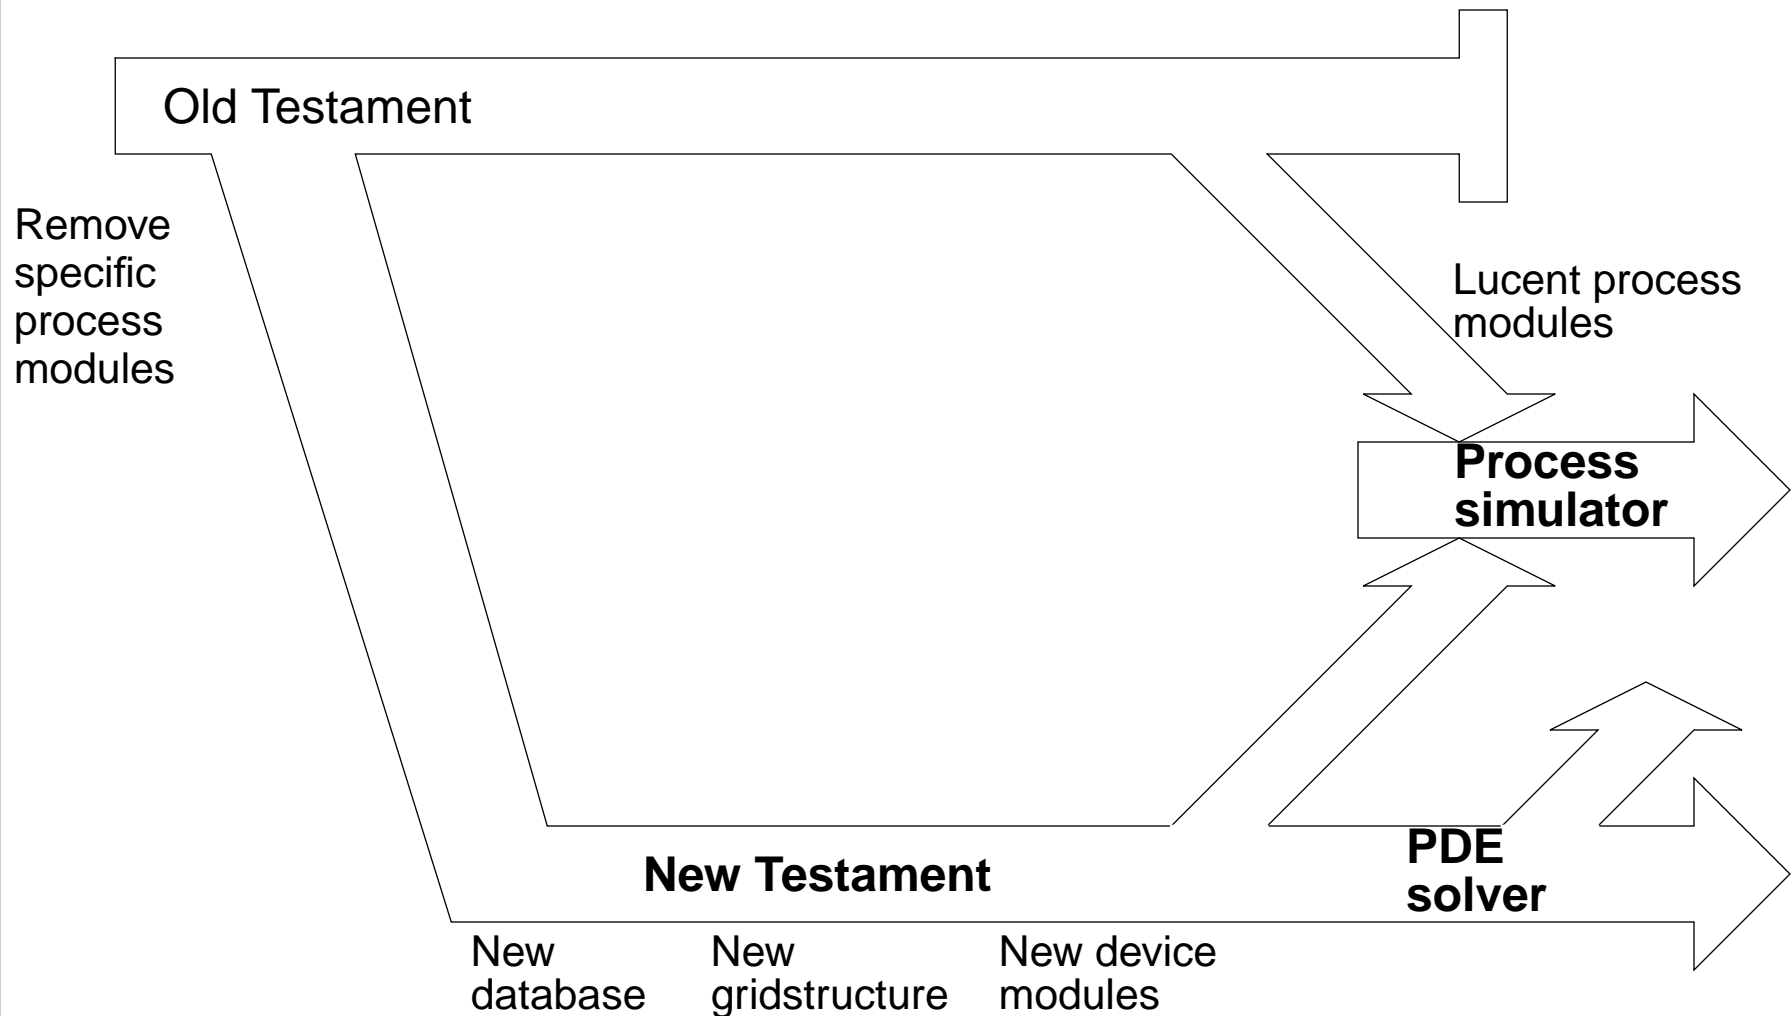 Old Testament
Remove
specific
process
modules
Lucent process
modules
Process
simulator
New Testament
PDE
solver
New
database
New
gridstructure
New device
modules